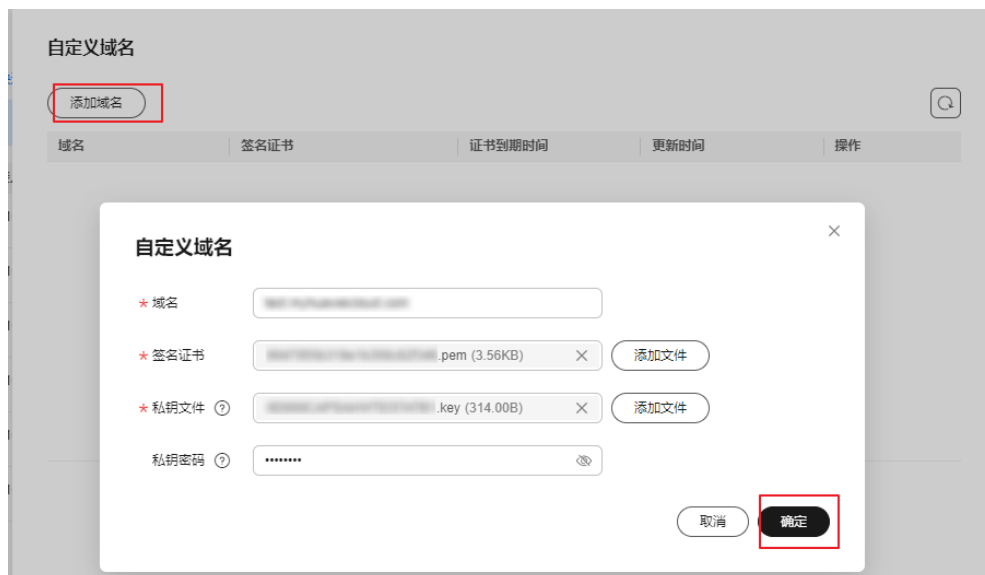 自定义域名
添加域名
域名 签名证书 证书到期时间 更新时间 操作
自定义域名
* 域名
* 签名证书 .pem (3.56KB) 添加文件
* 私钥文件 .key (314.00B) 添加文件
私钥密码 ••••••••
取消 确定